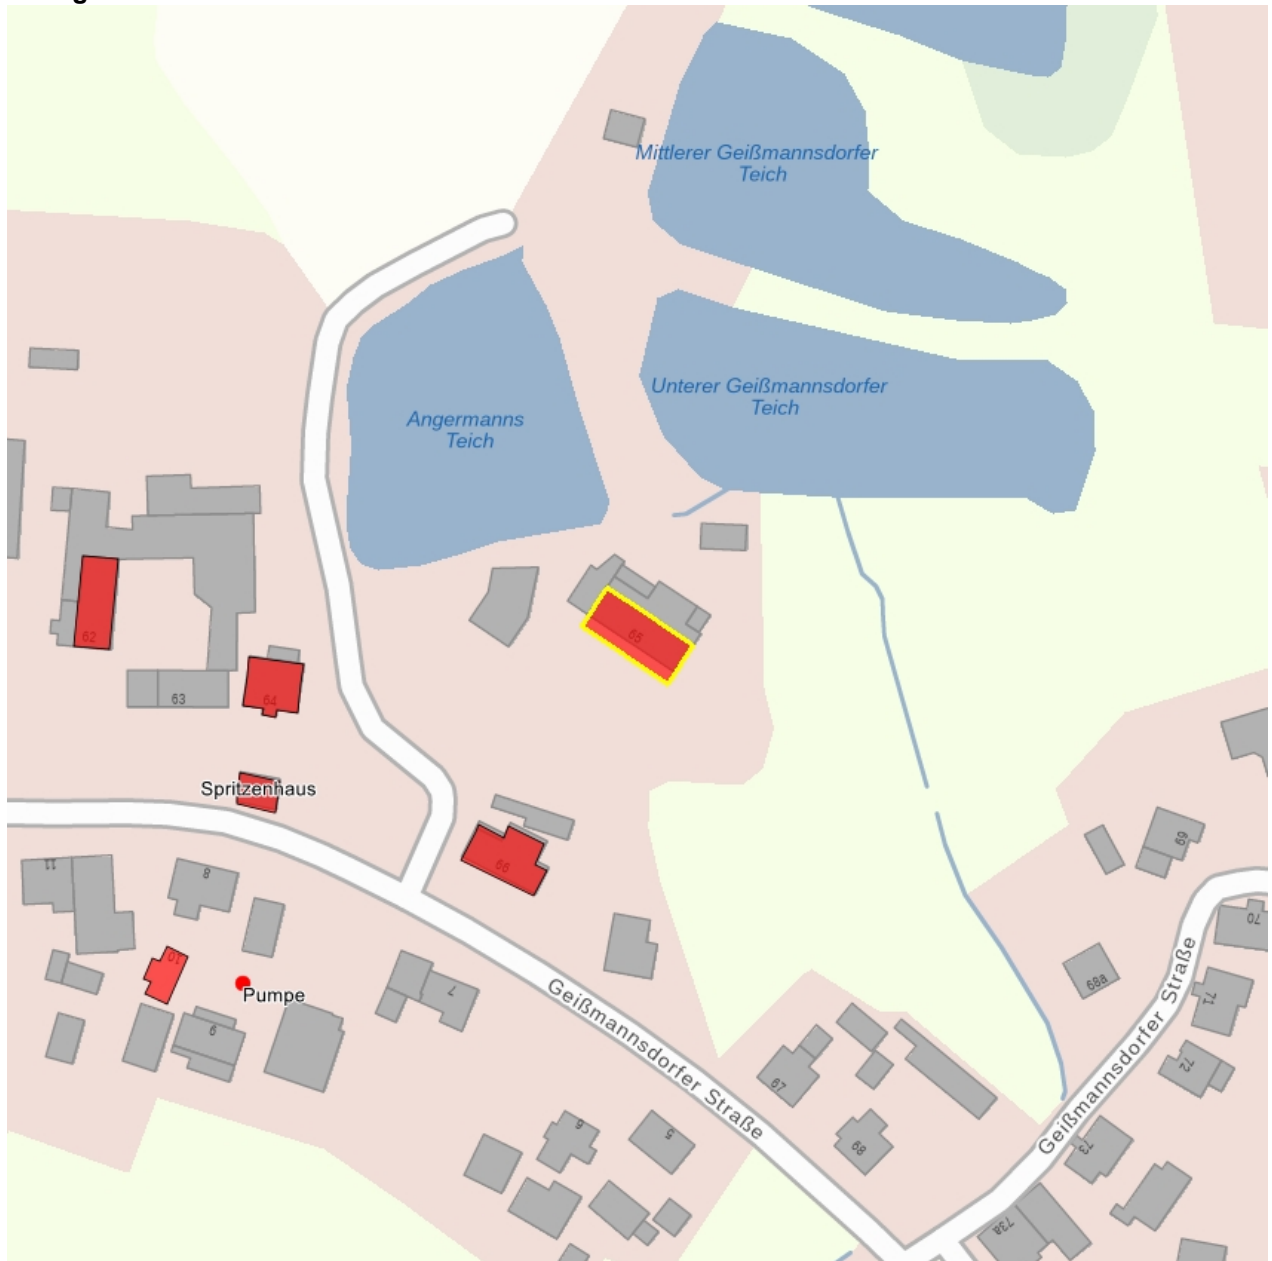 g
Mittlerer Geißmannsdorfer
Teich
Unterer Geißmannsdorfer
Teich
Angermanns
Teich
65
62
64
63
Spritzenhaus
66
11
8
10
Pumpe
7
9
69
70
68a
71
72
Geißmannsdorfer Straße
Geißmannsdorfer Straße
67
68
6
5
73
73a